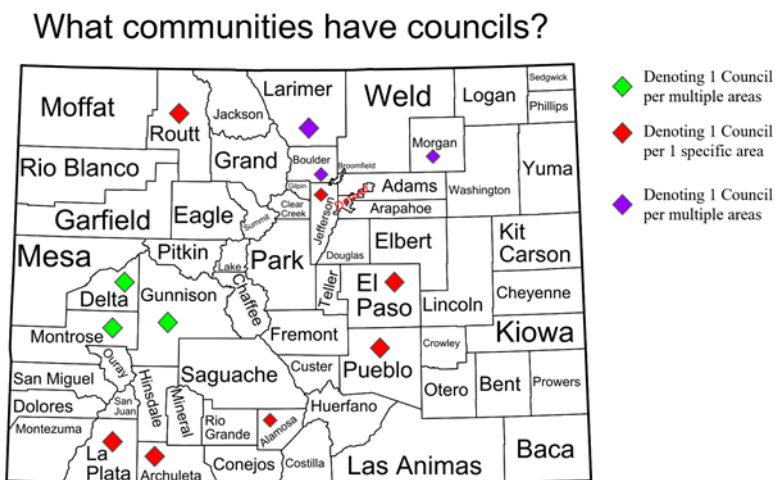 What communities have councils?
Moffat
Routt
Jackson
Larimer
Weld
Logan
Sedgwick
Phillips
Denoting 1 Council
per multiple areas
Denoting 1 Council
per 1 specific area
Denoting 1 Council
per multiple areas
Rio Blanco
Grand
Boulder
Broomfield
Morgan
Yuma
Washington
Garfield
Eagle
Summit
Gilpin
Clear
Creek
Jefferson
Denver
Adams
Arapahoe
Mesa
Pitkin
Lake
Park
Douglas
Elbert
Kit
Carson
Delta
Gunnison
Chaffee
Teller
El
Paso
Lincoln
Cheyenne
Montrose
Fremont
Crowley
Kiowa
Ouray
San Miguel
Hinsdale
Saguache
Custer
Pueblo
Otero
Bent
Prowers
Dolores
San
Juan
Mineral
Rio
Grande
Alamosa
Huerfano
Montezuma
La
Plata
Archuleta
Conejos
Costilla
Las Animas
Baca